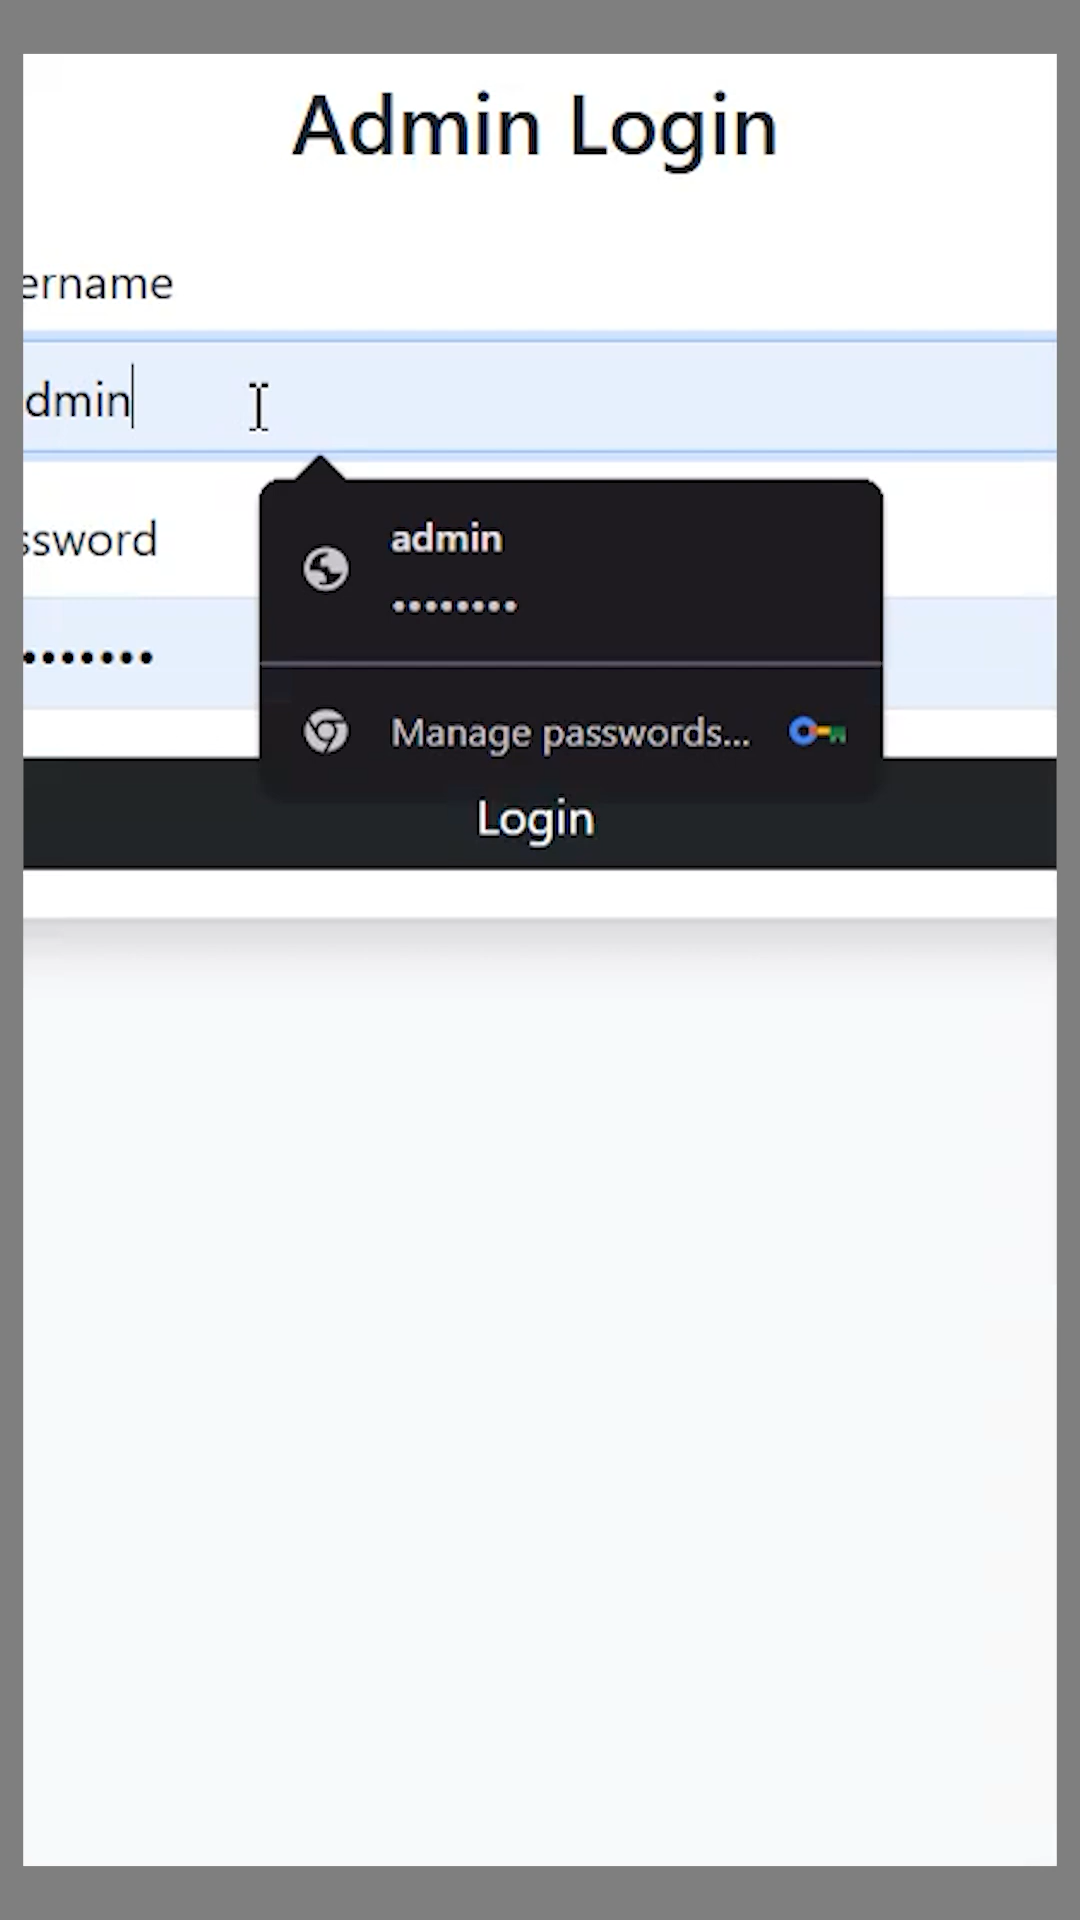 Admin Login
ername
dmin
admin
••••••••
ssword
•••••••
Manage passwords...
Login